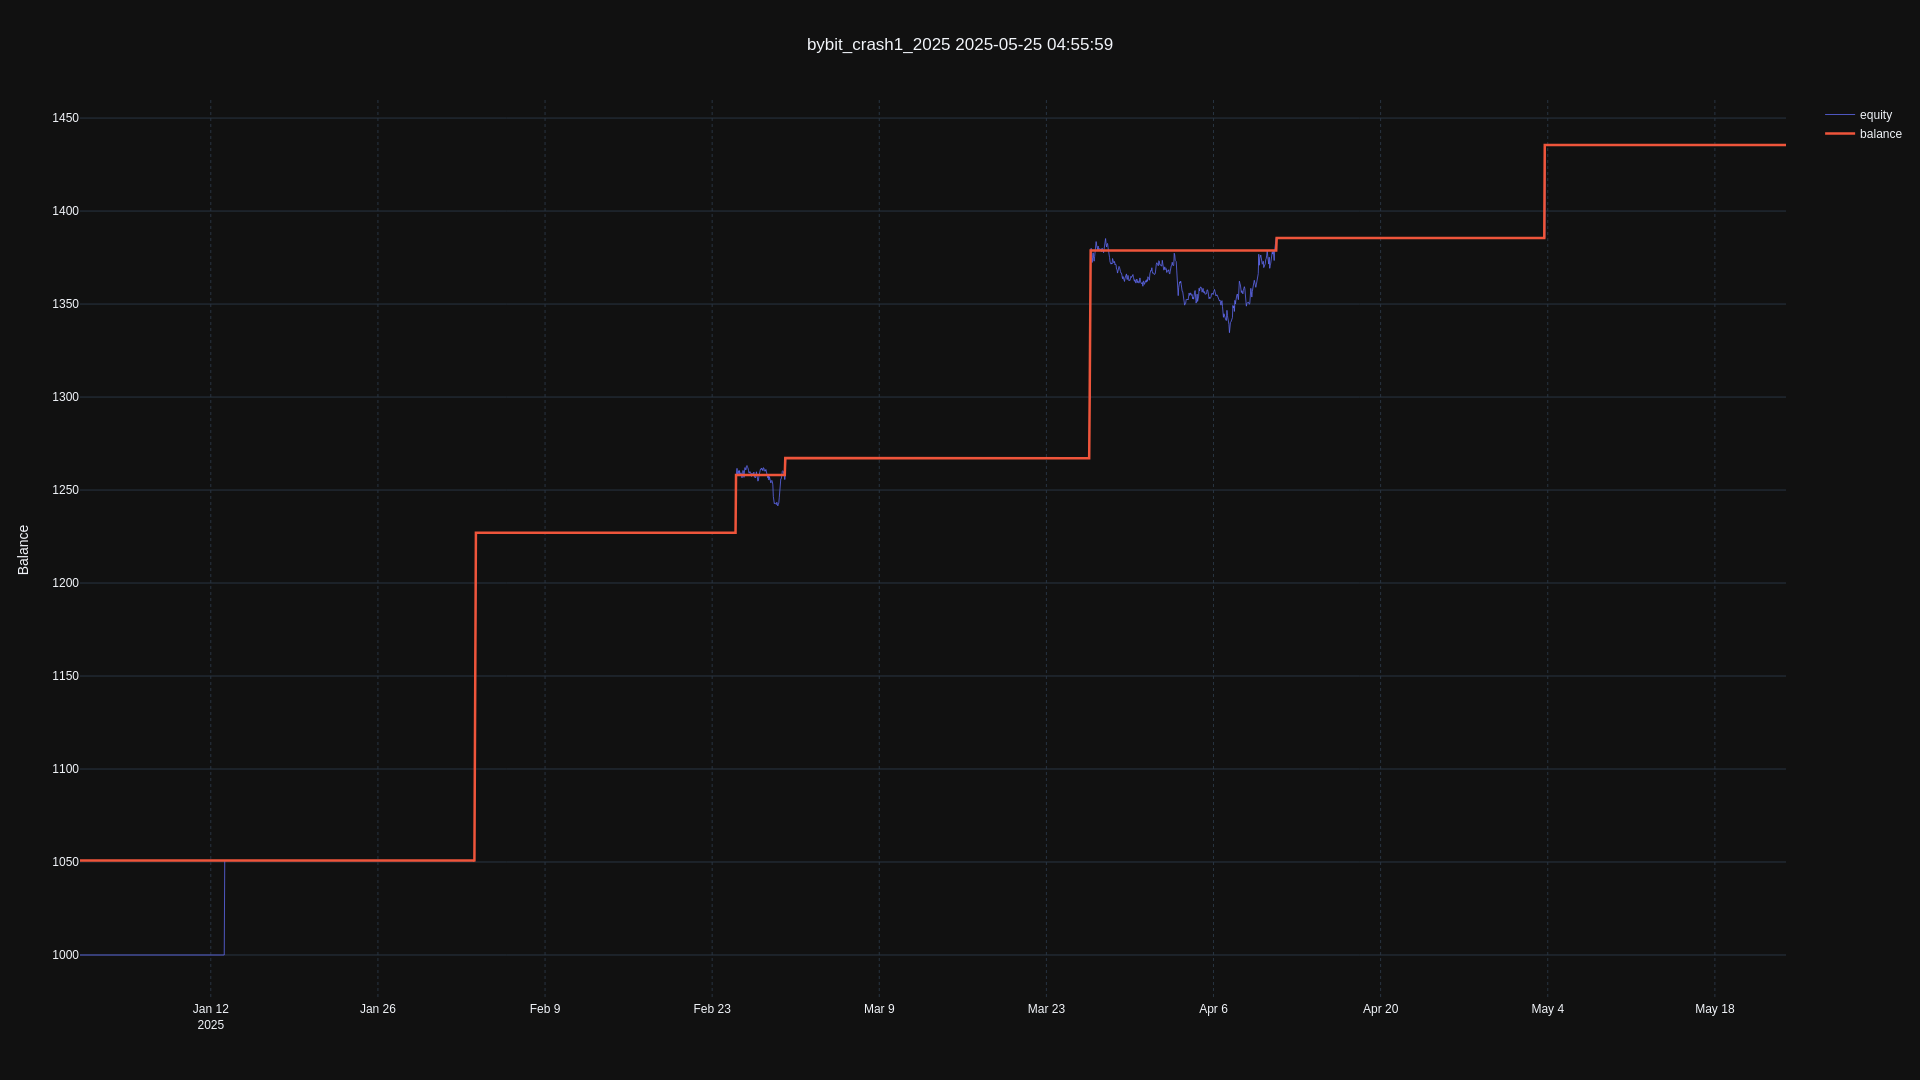 bybit_crash1_2025 2025-05-25 04:55:59
equity
balance
Balance
1450
1400
1350
1300
1250
1200
1150
1100
1050
1000
Jan 12
2025
Jan 26
Feb 9
Feb 23
Mar 9
Mar 23
Apr 6
Apr 20
May 4
May 18